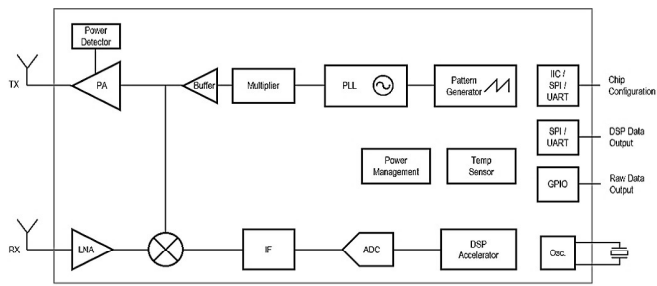 Power
Detector
TX
PA
Buffer
Multiplier
PLL
Pattern
Generator
IIC /
SPI /
UART
Chip
Configuration
SPI /
UART
DSP Data
Output
Power
Management
Temp
Sensor
GPIO
Raw Data
Output
RX
LNA
IF
ADC
DSP
Accelerator
Osc.